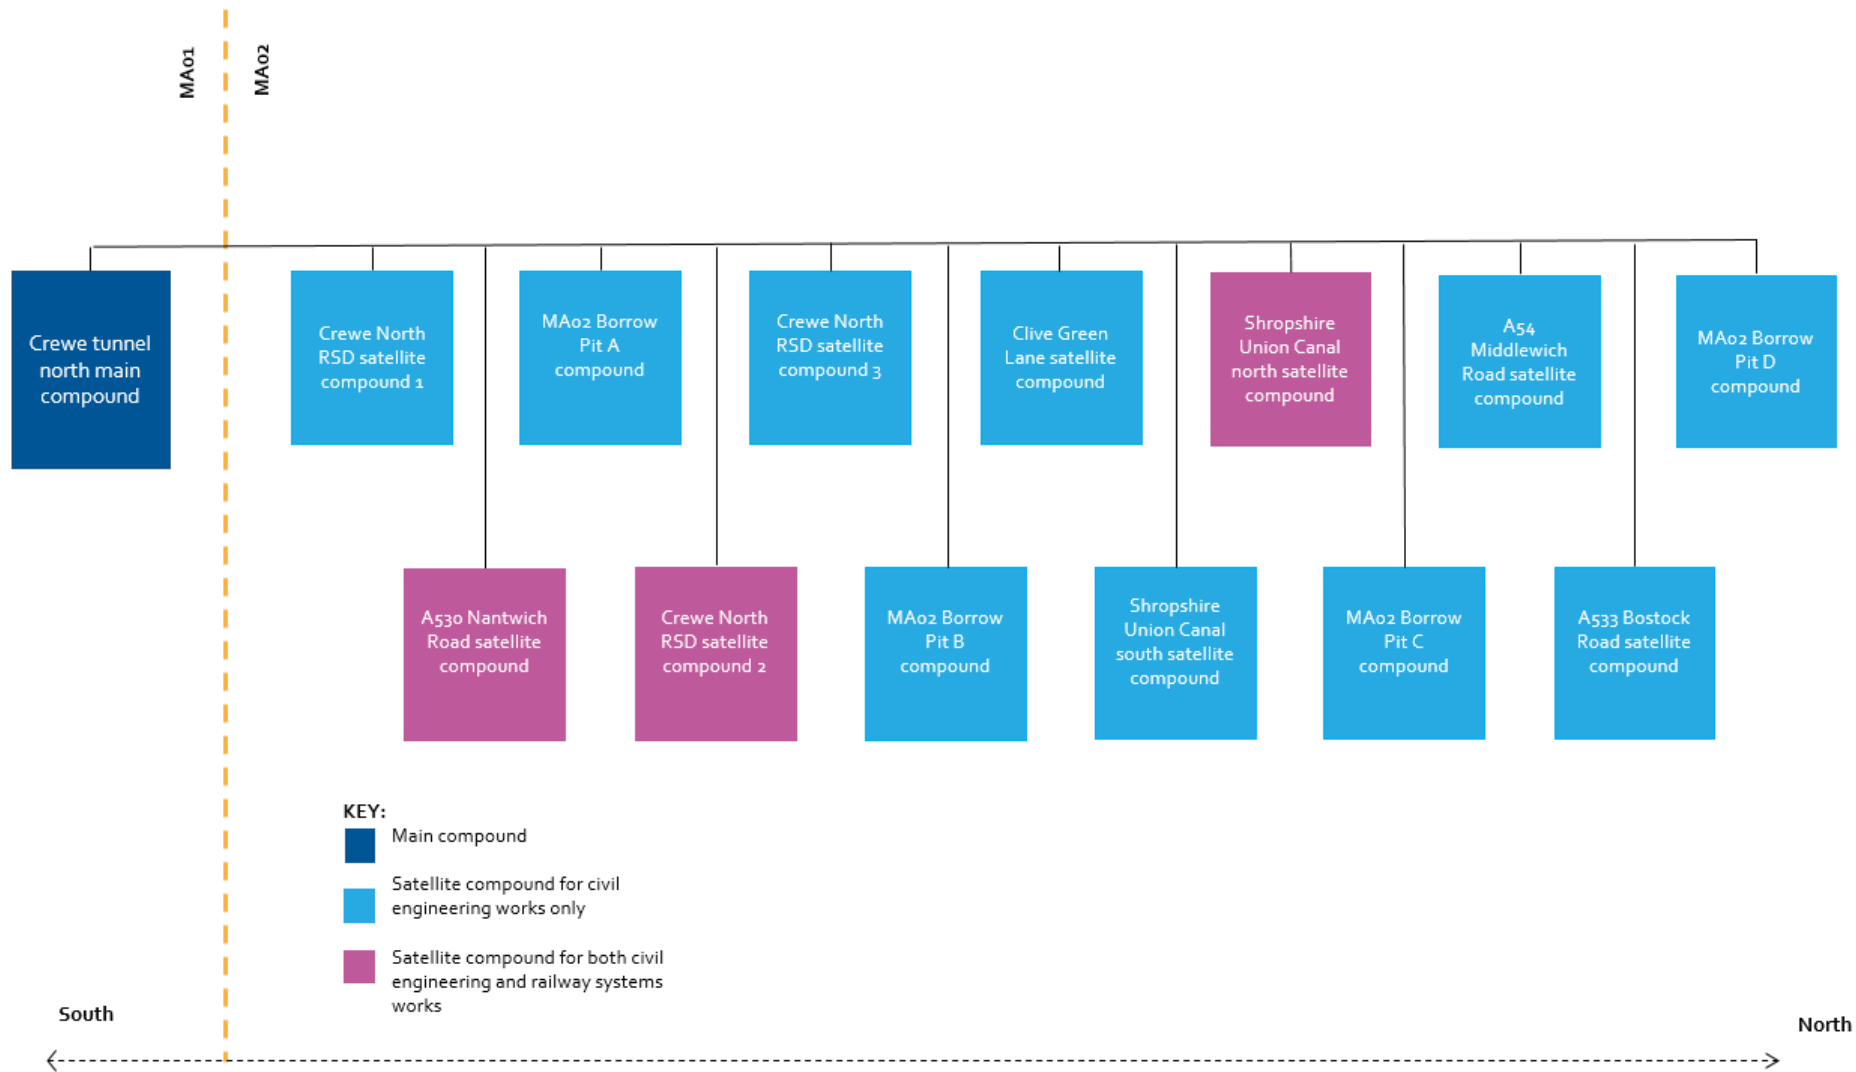 MA01
MA02
Crewe tunnel
north main
compound
Crewe North
RSD satellite
compound 1
MA02 Borrow
Pit A
compound
Crewe North
RSD satellite
compound 3
Clive Green
Lane satellite
compound
Shropshire
Union Canal
north satellite
compound
A54
Middlewich
Road satellite
compound
MA02 Borrow
Pit D
compound
A530 Nantwich
Road satellite
compound
Crewe North
RSD satellite
compound 2
MA02 Borrow
Pit B
compound
Shropshire
Union Canal
south satellite
compound
MA02 Borrow
Pit C
compound
A533 Bostock
Road satellite
compound
KEY:
Main compound
Satellite compound for civil
engineering works only
Satellite compound for both civil
engineering and railway systems
works
South
North